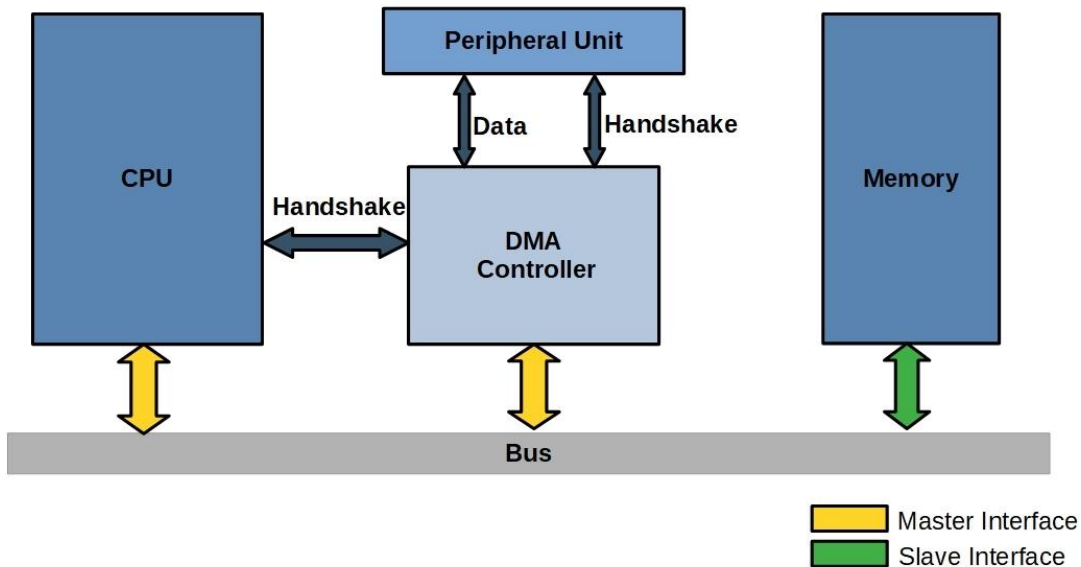 Peripheral Unit
Data
Handshake
CPU
Memory
Handshake
DMA
Controller
Bus
Master Interface
Slave Interface